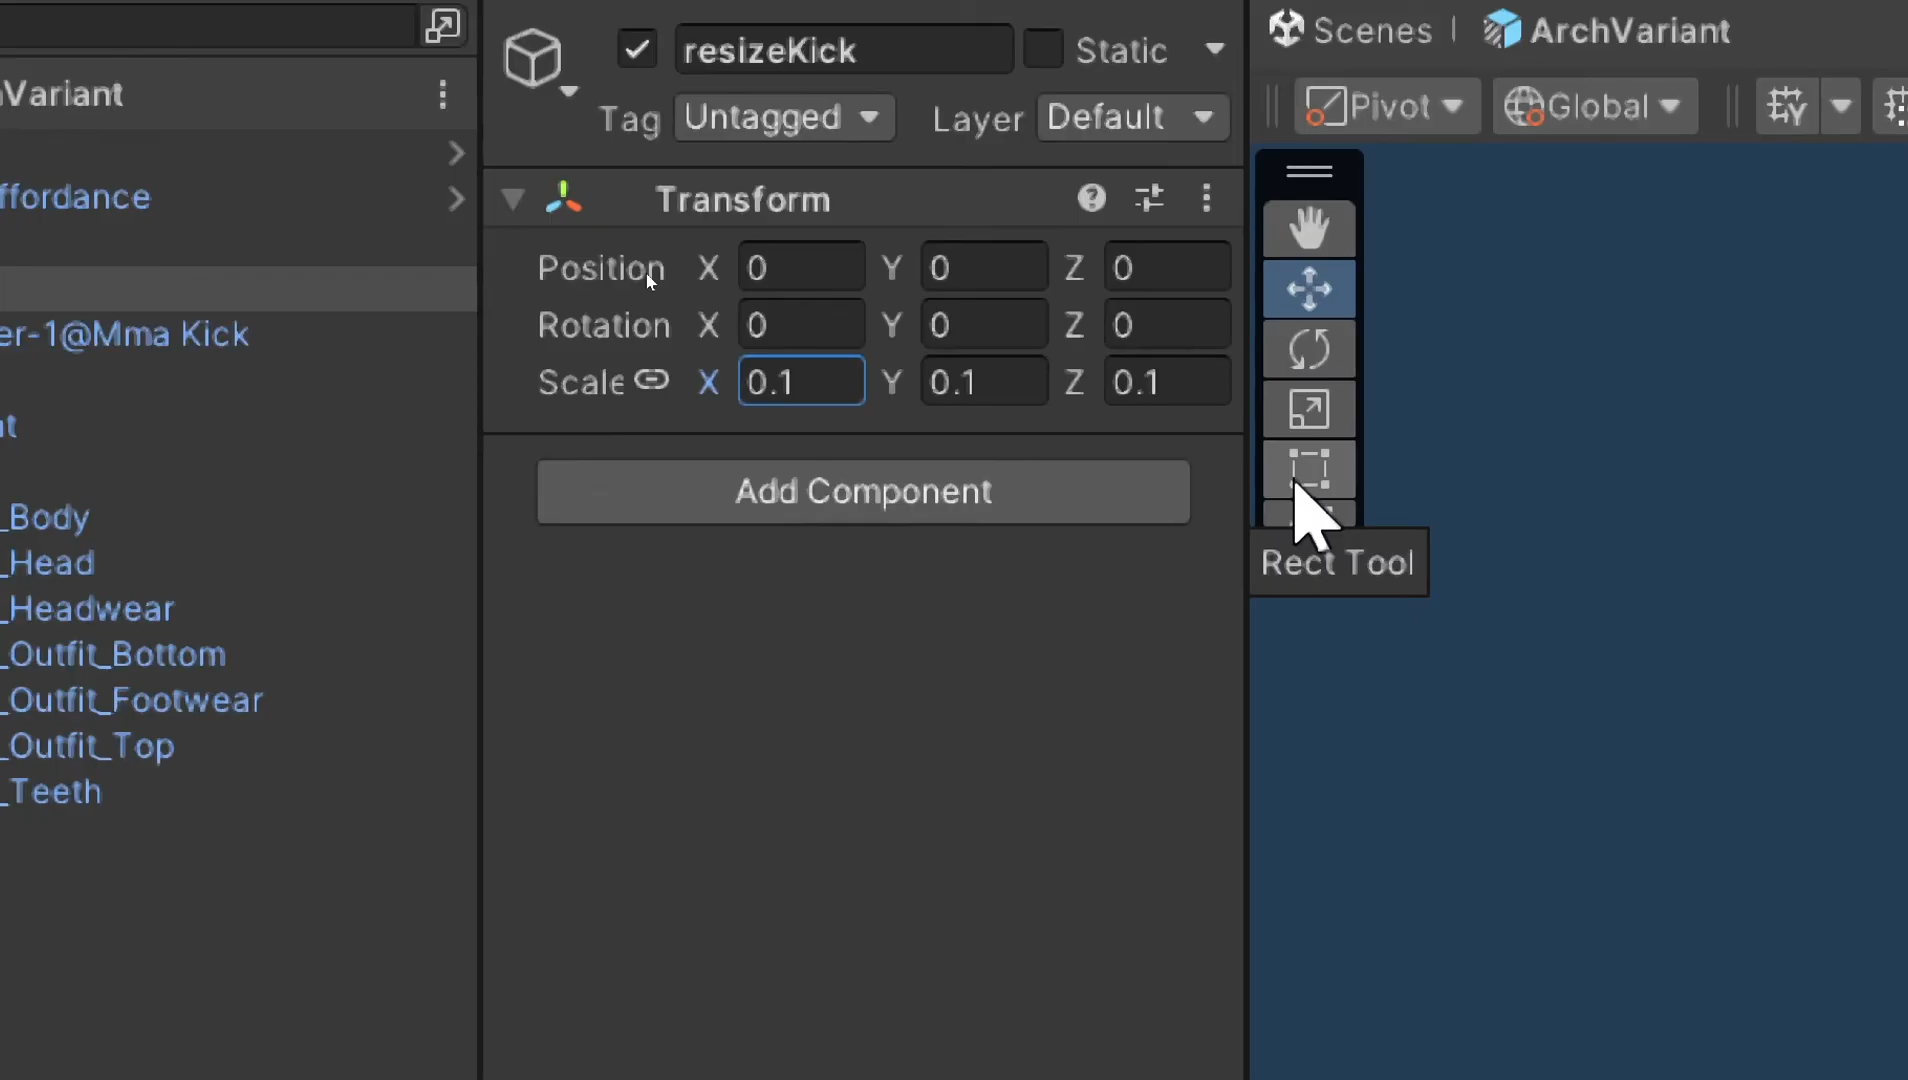 Variant
ffordance
er-1@Mma Kick
nt
_Body
_Head
_Headwear
_Outfit_Bottom
_Outfit_Footwear
_Outfit_Top
_Teeth
resizeKick Static
Tag Untagged Layer Default
Transform
Position X 0 Y 0 Z 0
Rotation X 0 Y 0 Z 0
Scale X 0.1 Y 0.1 Z 0.1
Add Component
Scenes | ArchVariant
Pivot Global
Rect Tool